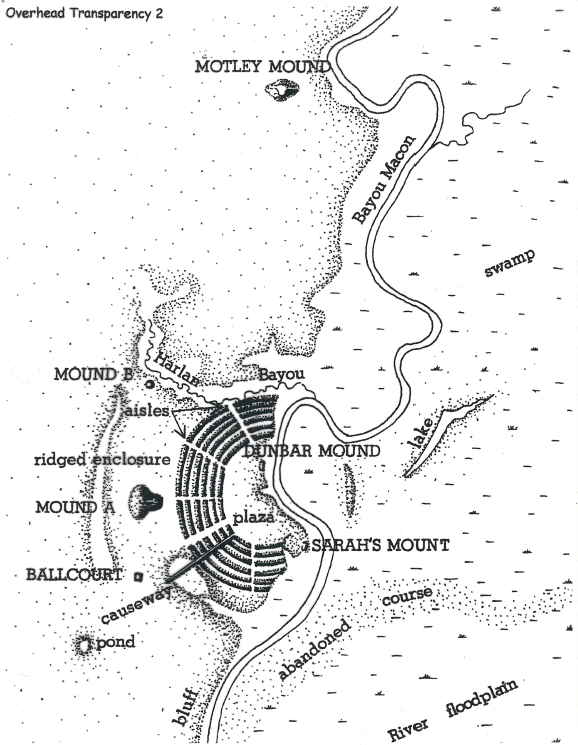 Overhead Transparency 2
MOTLEY MOUND
Bayou Macon
swamp
Harlan
Bayou
MOUND B
aisles
lake
DUNBAR MOUND
ridged enclosure
MOUND A
plaza
SARAH'S MOUNT
BALLCOURT
causeway
course
abandoned
pond
bluff
River floodplain